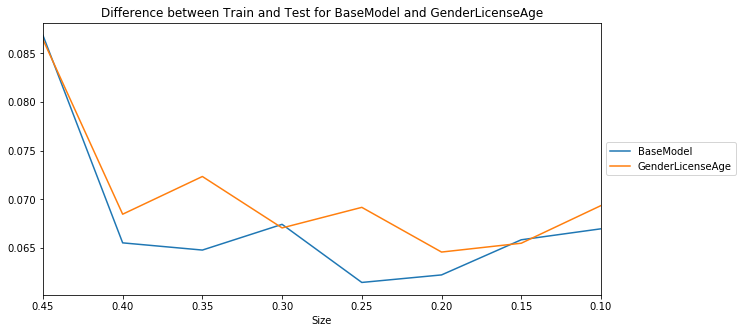 Difference between Train and Test for BaseModel and GenderLicenseAge
0.085
0.080
0.075
0.070
0.065
0.45 0.40 0.35 0.30 0.25 0.20 0.15 0.10
Size
BaseModel
GenderLicenseAge